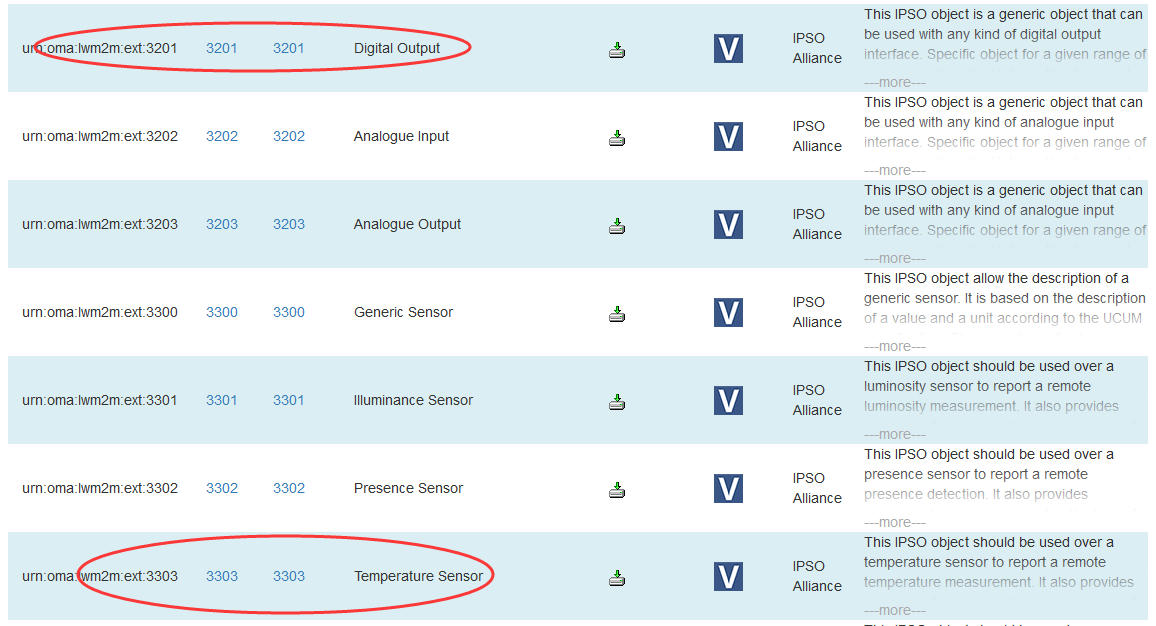 urn:oma:lwm2m:ext:3201 3201 3201 Digital Output V IPSO Alliance This IPSO object is a generic object that can
be used with any kind of digital output
interface. Specific object for a given range of
---more---
urn:oma:lwm2m:ext:3202 3202 3202 Analogue Input V IPSO Alliance This IPSO object is a generic object that can
be used with any kind of analogue input
interface. Specific object for a given range of
---more---
urn:oma:lwm2m:ext:3203 3203 3203 Analogue Output V IPSO Alliance This IPSO object is a generic object that can
be used with any kind of analogue input
interface. Specific object for a given range of
---more---
urn:oma:lwm2m:ext:3300 3300 3300 Generic Sensor V IPSO Alliance This IPSO object allow the description of a
generic sensor. It is based on the description
of a value and a unit according to the UCUM
---more---
urn:oma:lwm2m:ext:3301 3301 3301 Illuminance Sensor V IPSO Alliance This IPSO object should be used over a
luminosity sensor to report a remote
luminosity measurement. It also provides
---more---
urn:oma:lwm2m:ext:3302 3302 3302 Presence Sensor V IPSO Alliance This IPSO object should be used over a
presence sensor to report a remote
presence detection. It also provides
---more---
urn:oma:lwm2m:ext:3303 3303 3303 Temperature Sensor V IPSO Alliance This IPSO object should be used over a
temperature sensor to report a remote
temperature measurement. It also provides
---more---